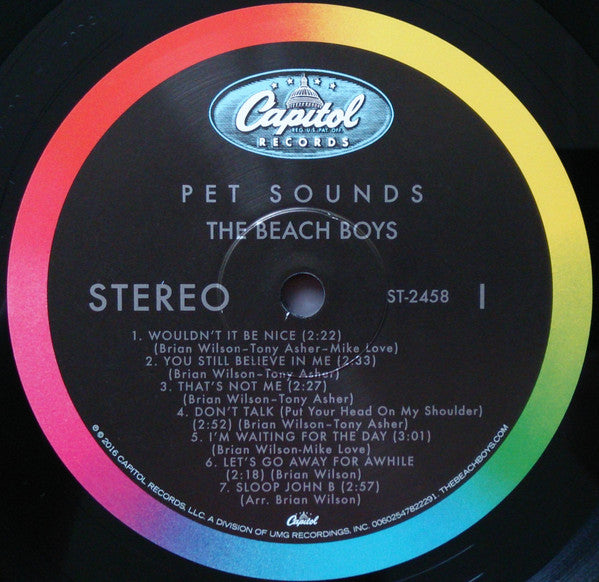 Capitol
REG. U.S. PAT. OFF.
RECORDS
PET SOUNDS
THE BEACH BOYS
STEREO
ST-2458 I
1. WOULDN'T IT BE NICE (2:22)
(Brian Wilson–Tony Asher–Mike Love)
2. YOU STILL BELIEVE IN ME (2:33)
(Brian Wilson–Tony Asher)
3. THAT'S NOT ME (2:27)
(Brian Wilson–Tony Asher)
4. DON'T TALK (Put Your Head On My Shoulder)
(2:52) (Brian Wilson–Tony Asher)
5. I'M WAITING FOR THE DAY (3:01)
(Brian Wilson-Mike Love)
6. LET'S GO AWAY FOR AWHILE
(2:18) (Brian Wilson)
7. SLOOP JOHN B (2:57)
(Arr. Brian Wilson)
Capitol
℗ © 2016 CAPITOL RECORDS, LLC. A DIVISION OF UMG RECORDINGS, INC. 00602547822291. THEBEACHBOYS.COM